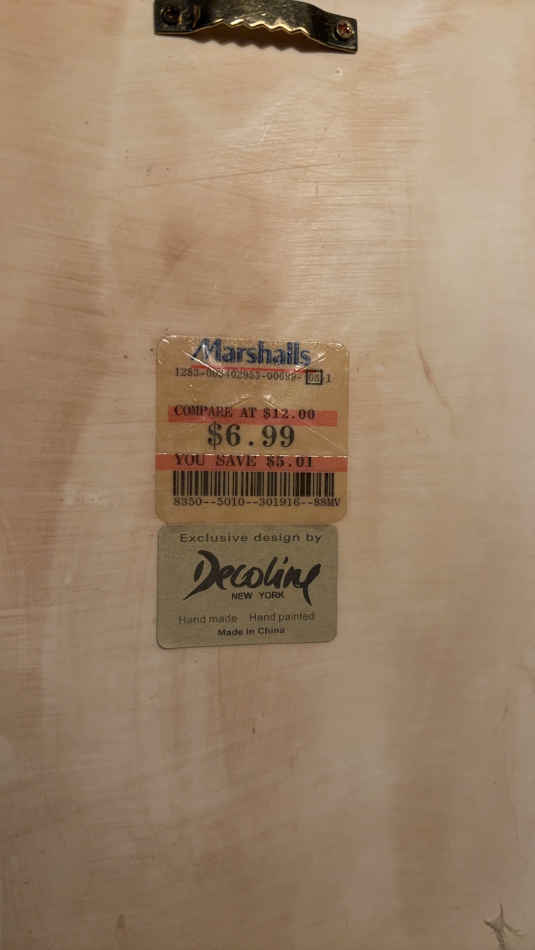 Marshalls
COMPARE AT $12.00
$6.99
YOU SAVE $5.01
8350--5010--301916--88MV
Exclusive design by
Decoline
NEW YORK
Hand made Hand painted
Made in China